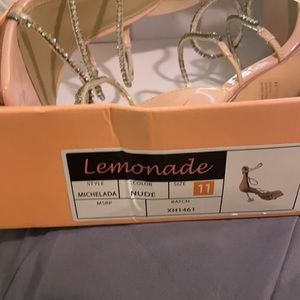 Lemonade
STYLE COLOR SIZE 11
MICHELADA NUDE
MSRP BATCH
XH1461